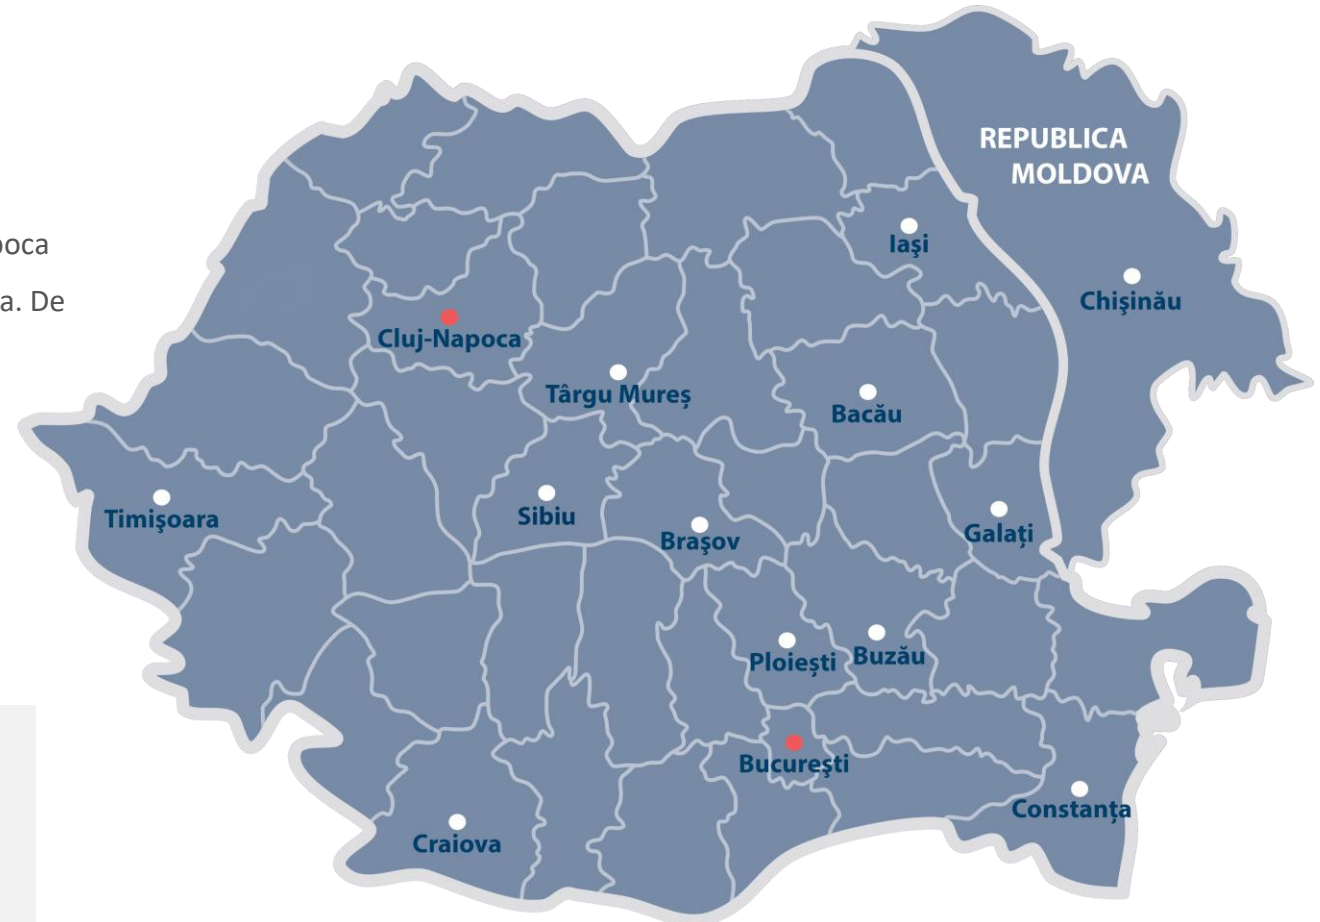 REPUBLICA
MOLDOVA
poca
a. De
Iaşi
Chişinău
Cluj-Napoca
Târgu Mureș
Bacău
Timişoara
Sibiu
Braşov
Galați
Ploiești
Buzău
Bucureşti
Constanța
Craiova